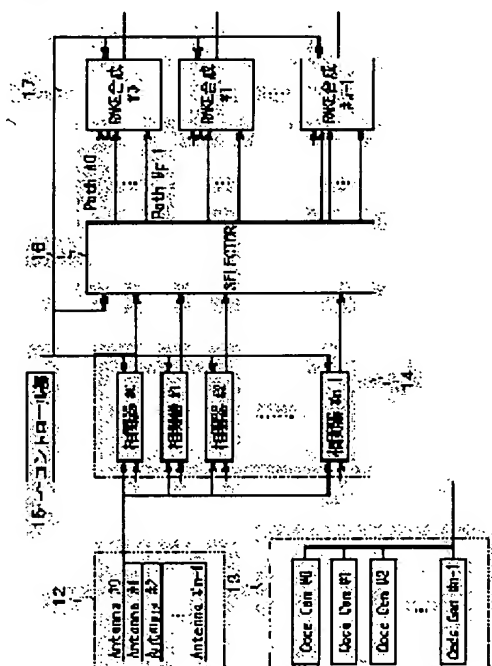 12
Antenna #0
Antenna #1
Antenna #2
Antenna #n-1
13
Code Gen #0
Code Gen #1
Code Gen #2
Code Gen #n-1
15
コントロール部
相関器 #0
相関器 #1
相関器 #2
相関器 #n-1
14
16
SELECTOR
Path #0
Path #F-1
17
RAKE合成
#0
RAKE合成
#1
RAKE合成